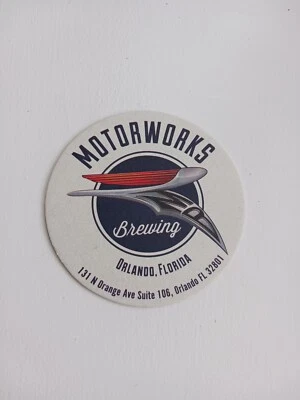 MOTORWORKS
Brewing
ORLANDO, FLORIDA
131 N Orange Ave Suite 106, Orlando FL 32801